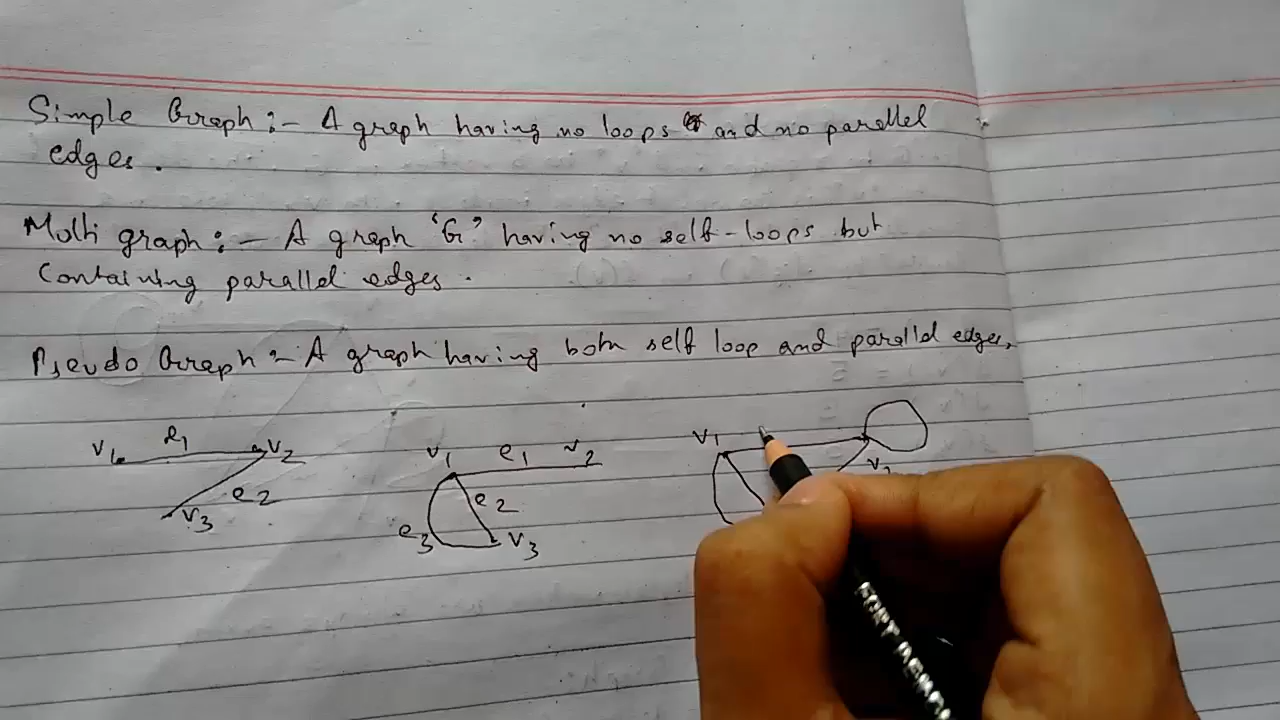 Simple Graph :- A graph having no loops and no parallel
edges.
Multi graph :- A graph 'G' having no self-loops but
Containing parallel edges.
Pseudo Graph :- A graph having both self loop and parallel edges,
V1 e1 V2
e2
V3
V1 e1 V2
e2
e3 V3
V1
V2